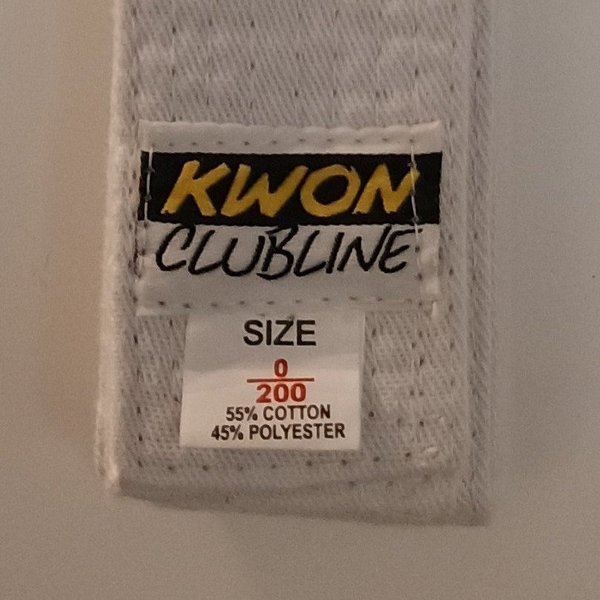 KWON
CLUBLINE
SIZE
0
200
55% COTTON
45% POLYESTER